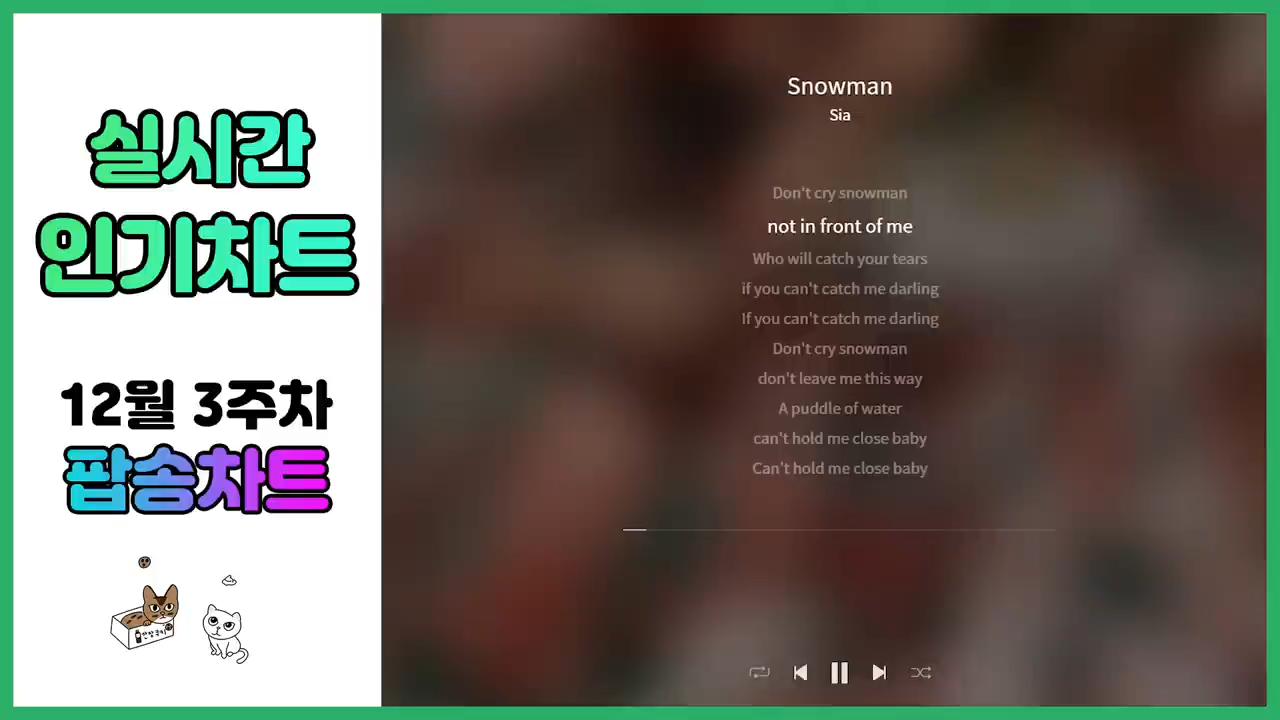 실시간
인기차트
12월 3주차
팝송차트
Snowman
Sia
Don't cry snowman
not in front of me
Who will catch your tears
if you can't catch me darling
If you can't catch me darling
Don't cry snowman
don't leave me this way
A puddle of water
can't hold me close baby
Can't hold me close baby